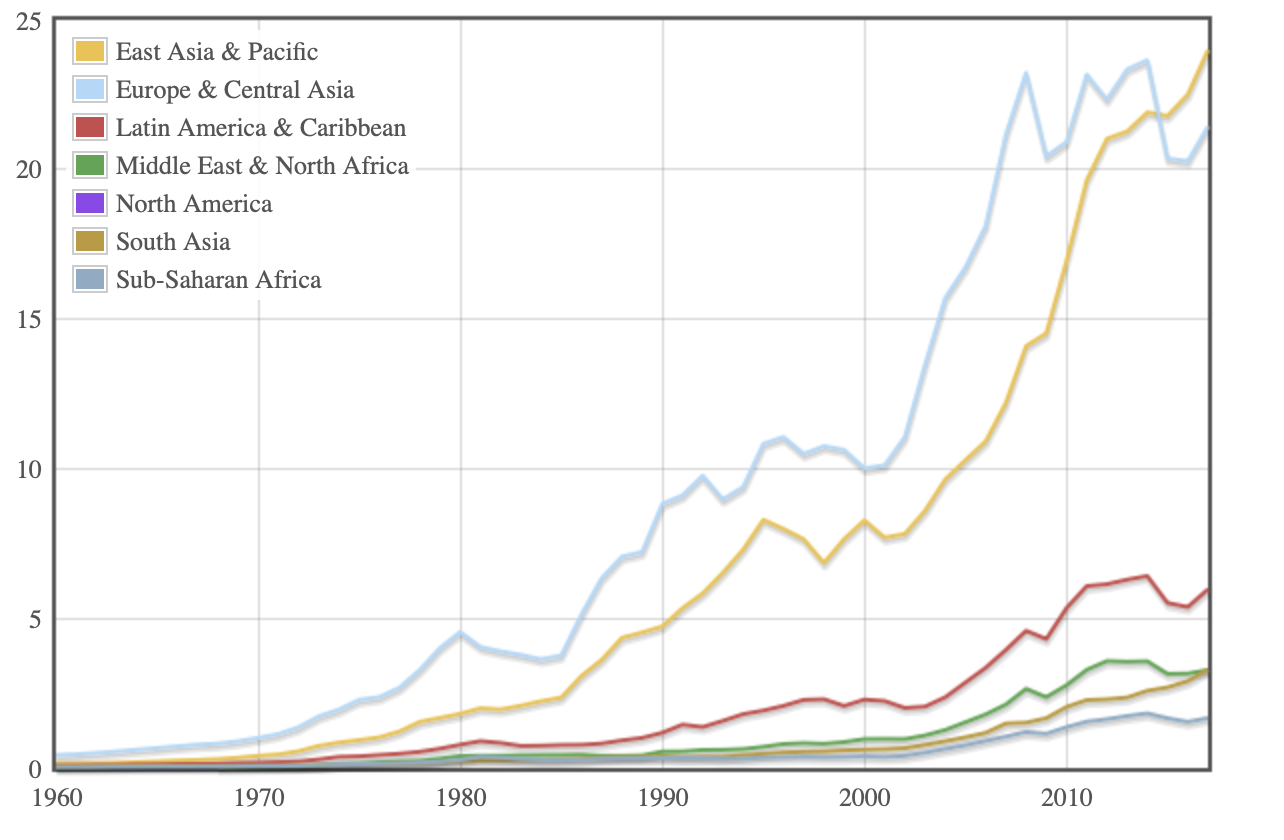 25
East Asia & Pacific
Europe & Central Asia
Latin America & Caribbean
Middle East & North Africa
20
North America
South Asia
Sub-Saharan Africa
15
10
5
0
1960 1970 1980 1990 2000 2010